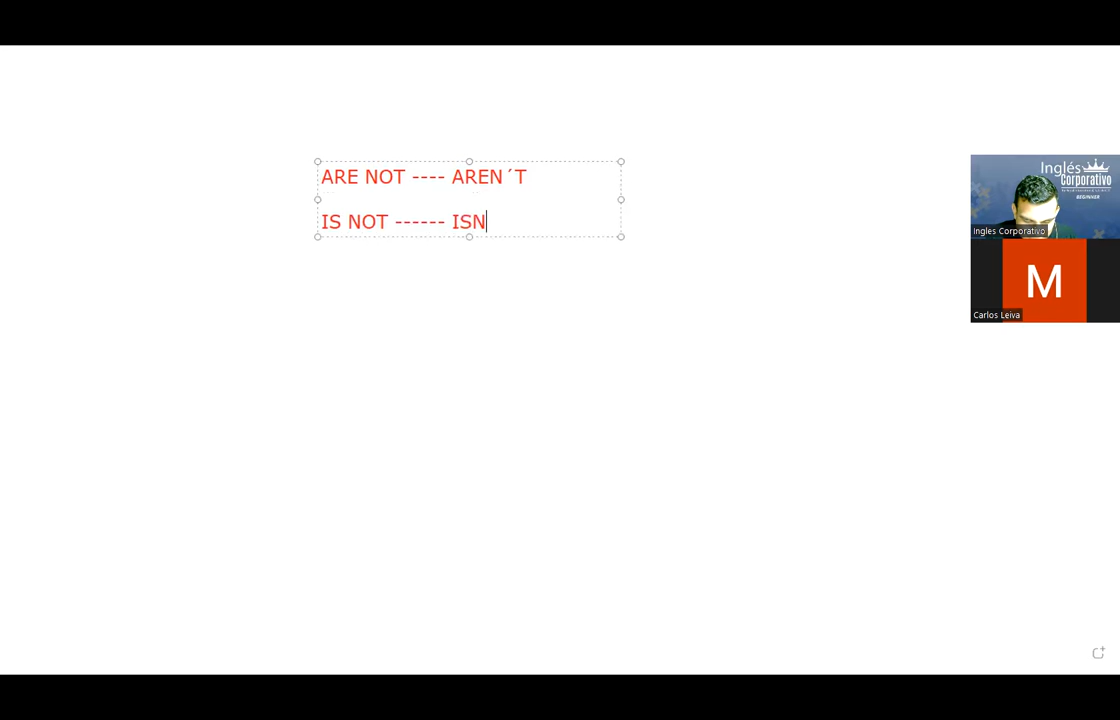 ARE NOT ---- AREN´T
IS NOT ------ ISN
Inglés
Corporativo
BEGINNER
Ingles Corporativo
M
Carlos Leiva